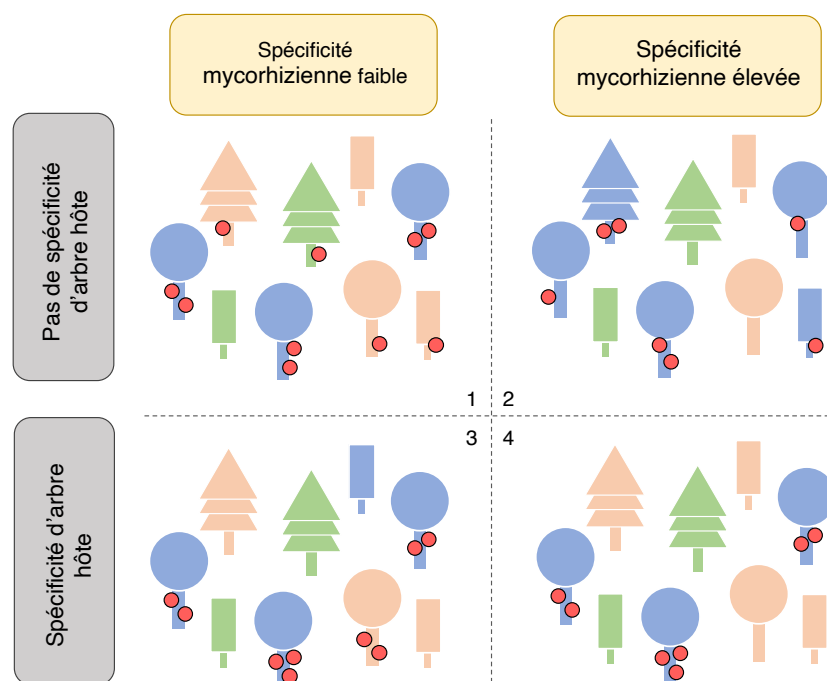 Spécificité
mycorhizienne faible
Spécificité
mycorhizienne élevée
Pas de spécificité
d'arbre hôte
1
2
3
4
Spécificité d'arbre
hôte